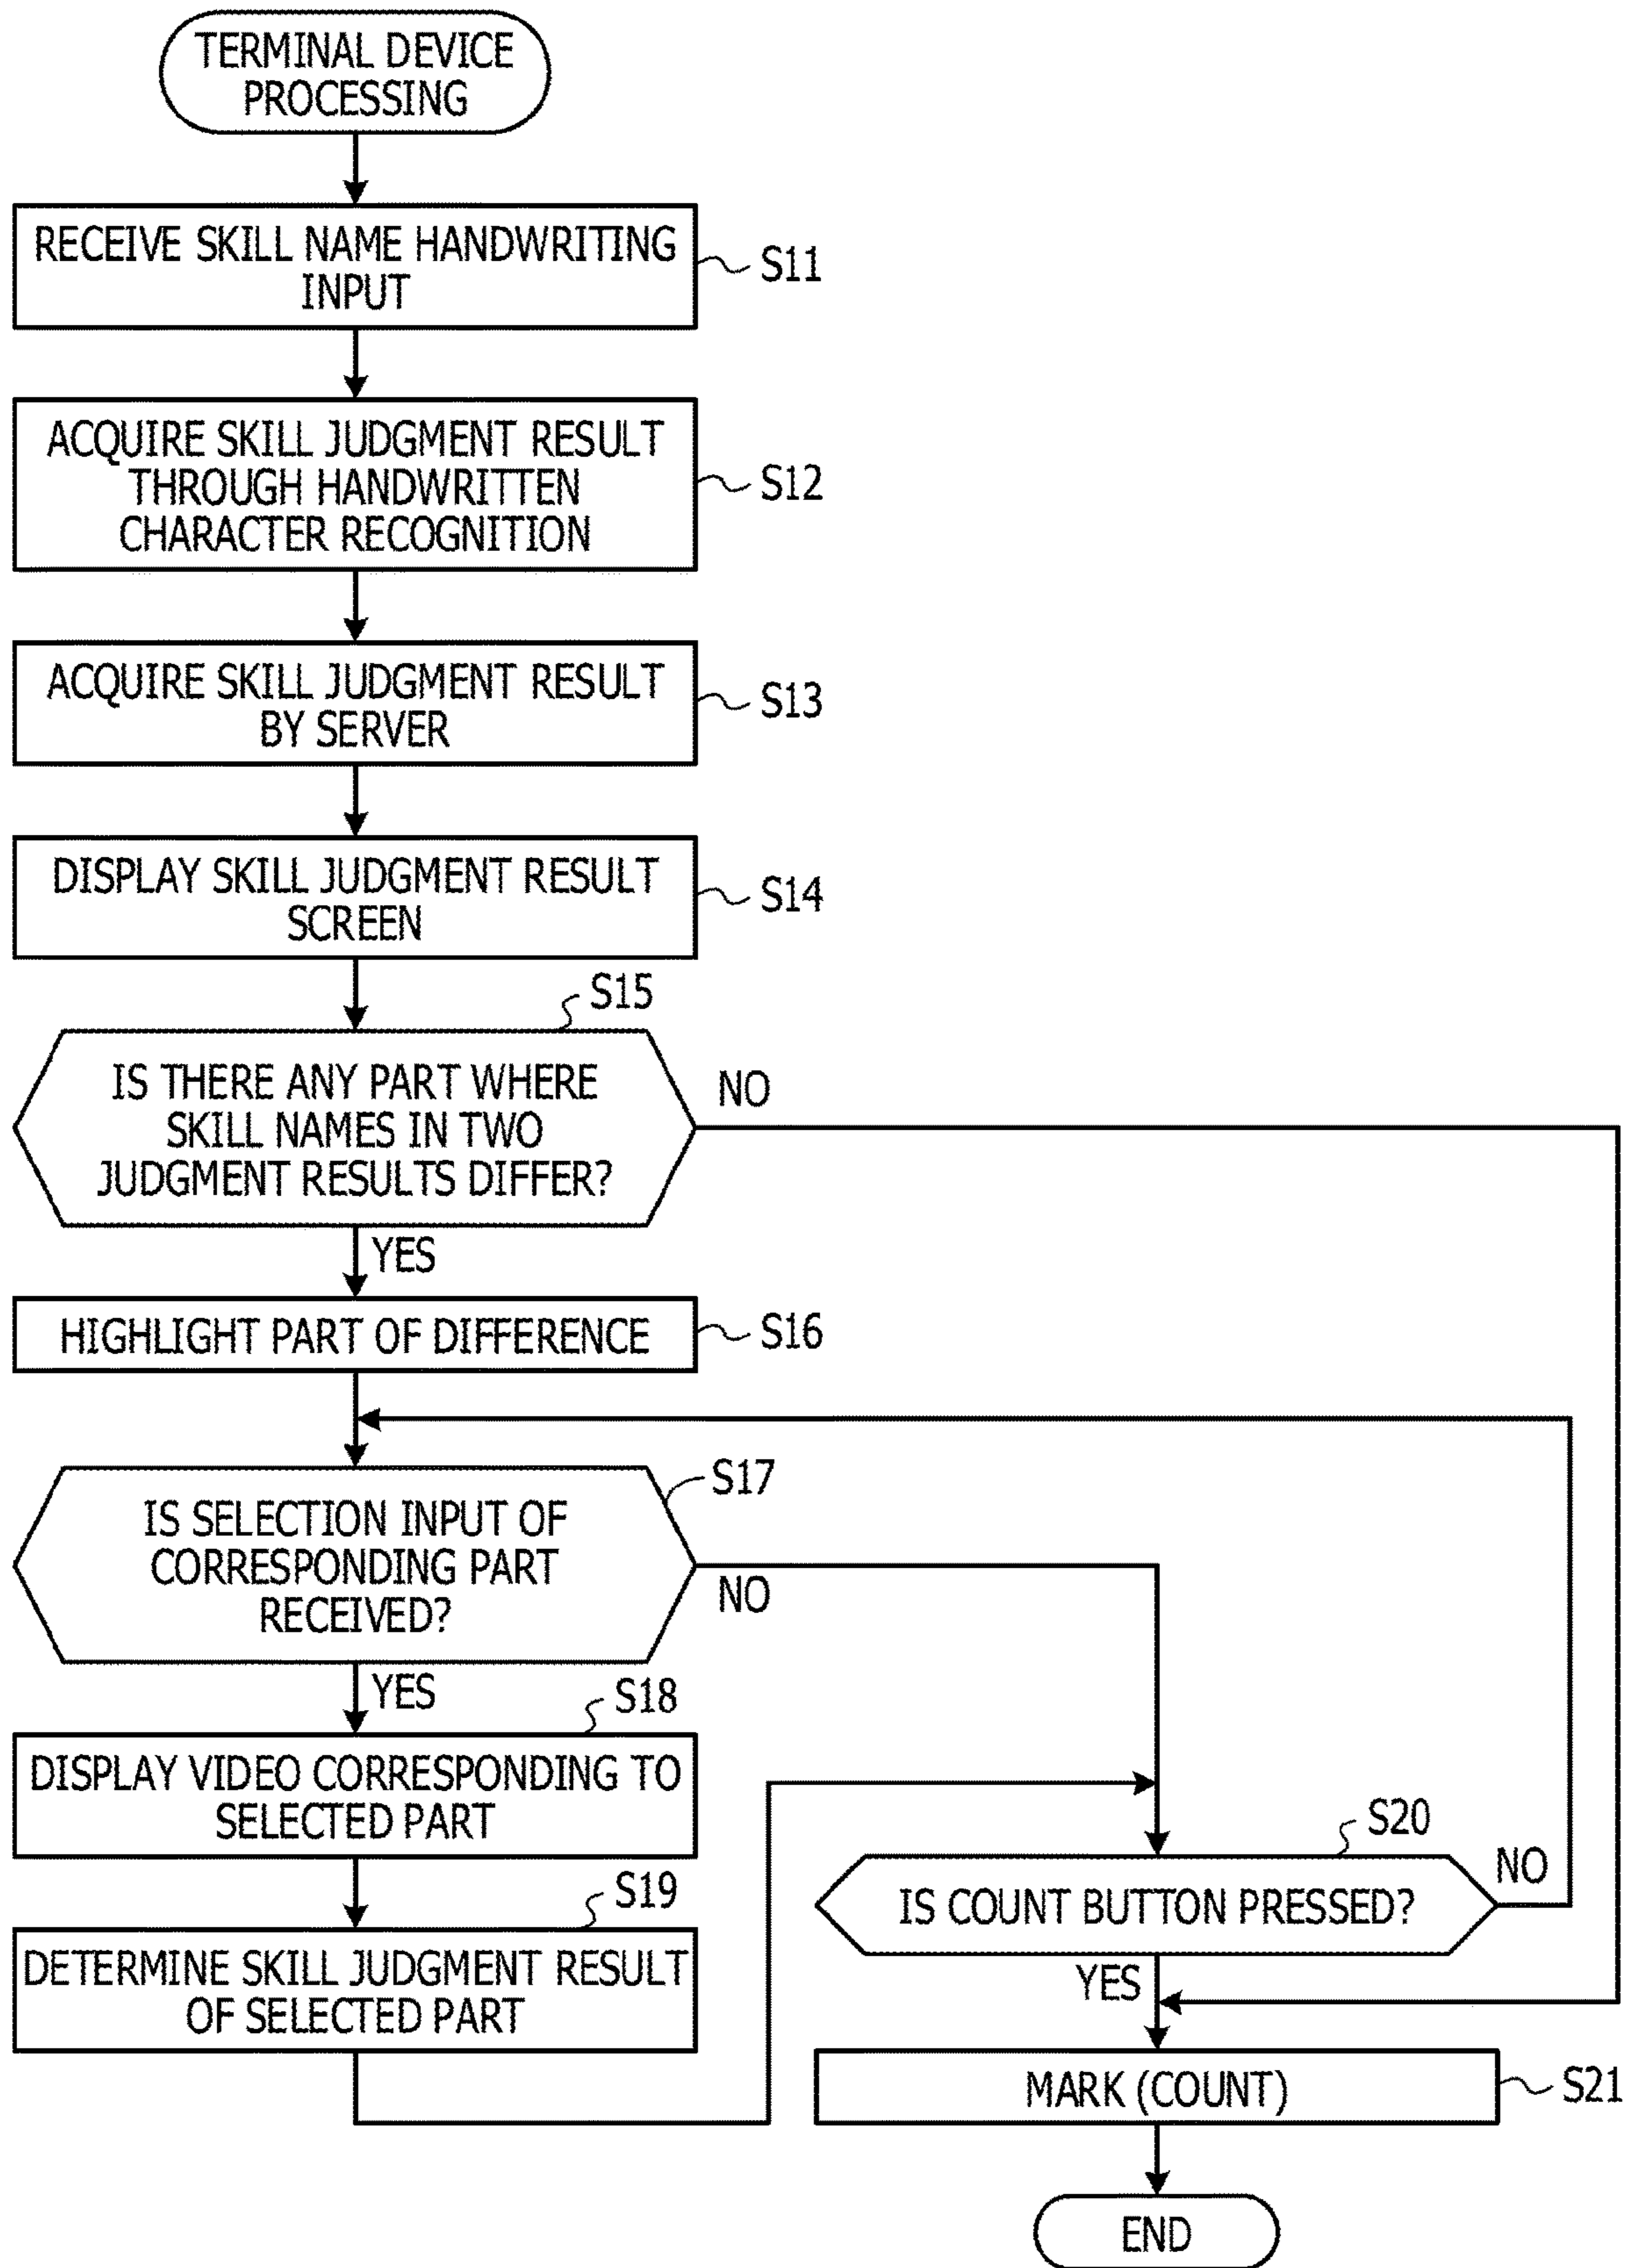 TERMINAL DEVICE
PROCESSING
RECEIVE SKILL NAME HANDWRITING
INPUT
S11
ACQUIRE SKILL JUDGMENT RESULT
THROUGH HANDWRITTEN
CHARACTER RECOGNITION
S12
ACQUIRE SKILL JUDGMENT RESULT
BY SERVER
S13
DISPLAY SKILL JUDGMENT RESULT
SCREEN
S14
S15
IS THERE ANY PART WHERE
SKILL NAMES IN TWO
JUDGMENT RESULTS DIFFER?
NO
YES
HIGHLIGHT PART OF DIFFERENCE
S16
S17
IS SELECTION INPUT OF
CORRESPONDING PART
RECEIVED?
NO
YES
S18
DISPLAY VIDEO CORRESPONDING TO
SELECTED PART
S19
DETERMINE SKILL JUDGMENT RESULT
OF SELECTED PART
S20
IS COUNT BUTTON PRESSED?
NO
YES
MARK (COUNT)
S21
END